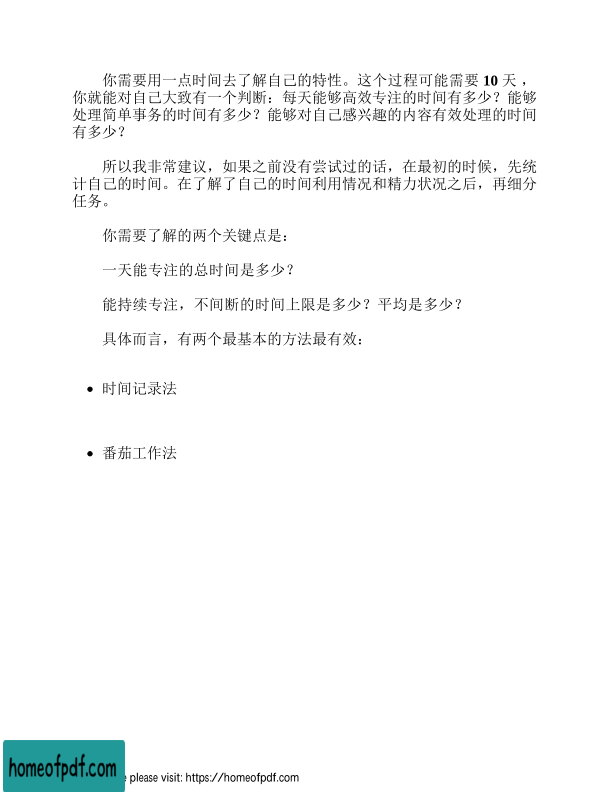 你需要用一点时间去了解自己的特性。这个过程可能需要 10 天，
你就能对自己大致有一个判断：每天能够高效专注的时间有多少？能够
处理简单事务的时间有多少？能够对自己感兴趣的内容有效处理的时间
有多少？
所以我非常建议，如果之前没有尝试过的话，在最初的时候，先统
计自己的时间。在了解了自己的时间利用情况和精力状况之后，再细分
任务。
你需要了解的两个关键点是：
一天能专注的总时间是多少？
能持续专注，不间断的时间上限是多少？平均是多少？
具体而言，有两个最基本的方法最有效：
• 时间记录法
• 番茄工作法
homeofpdf.com
please visit: https://homeofpdf.com